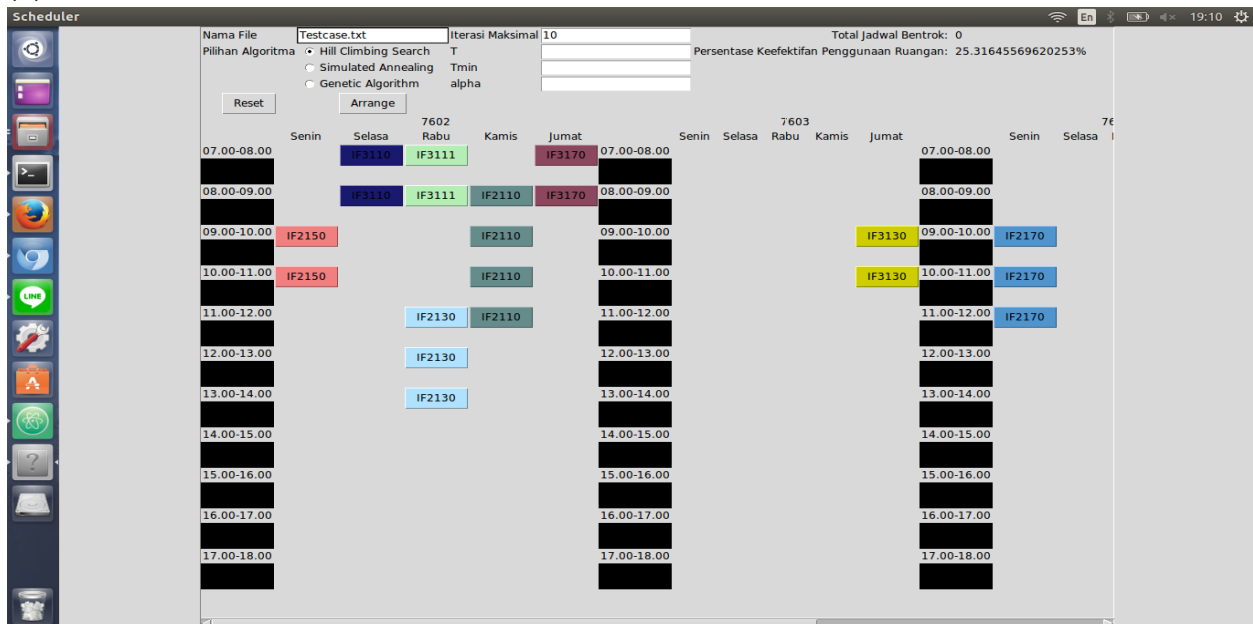 Scheduler En 19:10
Nama File Testcase.txt Iterasi Maksimal 10 Total Jadwal Bentrok: 0
Pilihan Algoritma Hill Climbing Search T Persentase Keefektifan Penggunaan Ruangan: 25.31645569620253%
Simulated Annealing Tmin
Genetic Algorithm alpha
Reset Arrange
7602 7603
Senin Selasa Rabu Kamis Jumat Senin Selasa Rabu Kamis Jumat Senin Selasa
07.00-08.00 IF3110 IF3111 IF3170 07.00-08.00 07.00-08.00
08.00-09.00 IF3110 IF3111 IF2110 IF3170 08.00-09.00 08.00-09.00
09.00-10.00 IF2150 IF2110 09.00-10.00 IF3130 09.00-10.00 IF2170
10.00-11.00 IF2150 IF2110 10.00-11.00 IF3130 10.00-11.00 IF2170
LINE
11.00-12.00 IF2130 IF2110 11.00-12.00 11.00-12.00 IF2170
12.00-13.00 IF2130 12.00-13.00 12.00-13.00
13.00-14.00 IF2130 13.00-14.00 13.00-14.00
14.00-15.00 14.00-15.00 14.00-15.00
15.00-16.00 15.00-16.00 15.00-16.00
16.00-17.00 16.00-17.00 16.00-17.00
17.00-18.00 17.00-18.00 17.00-18.00